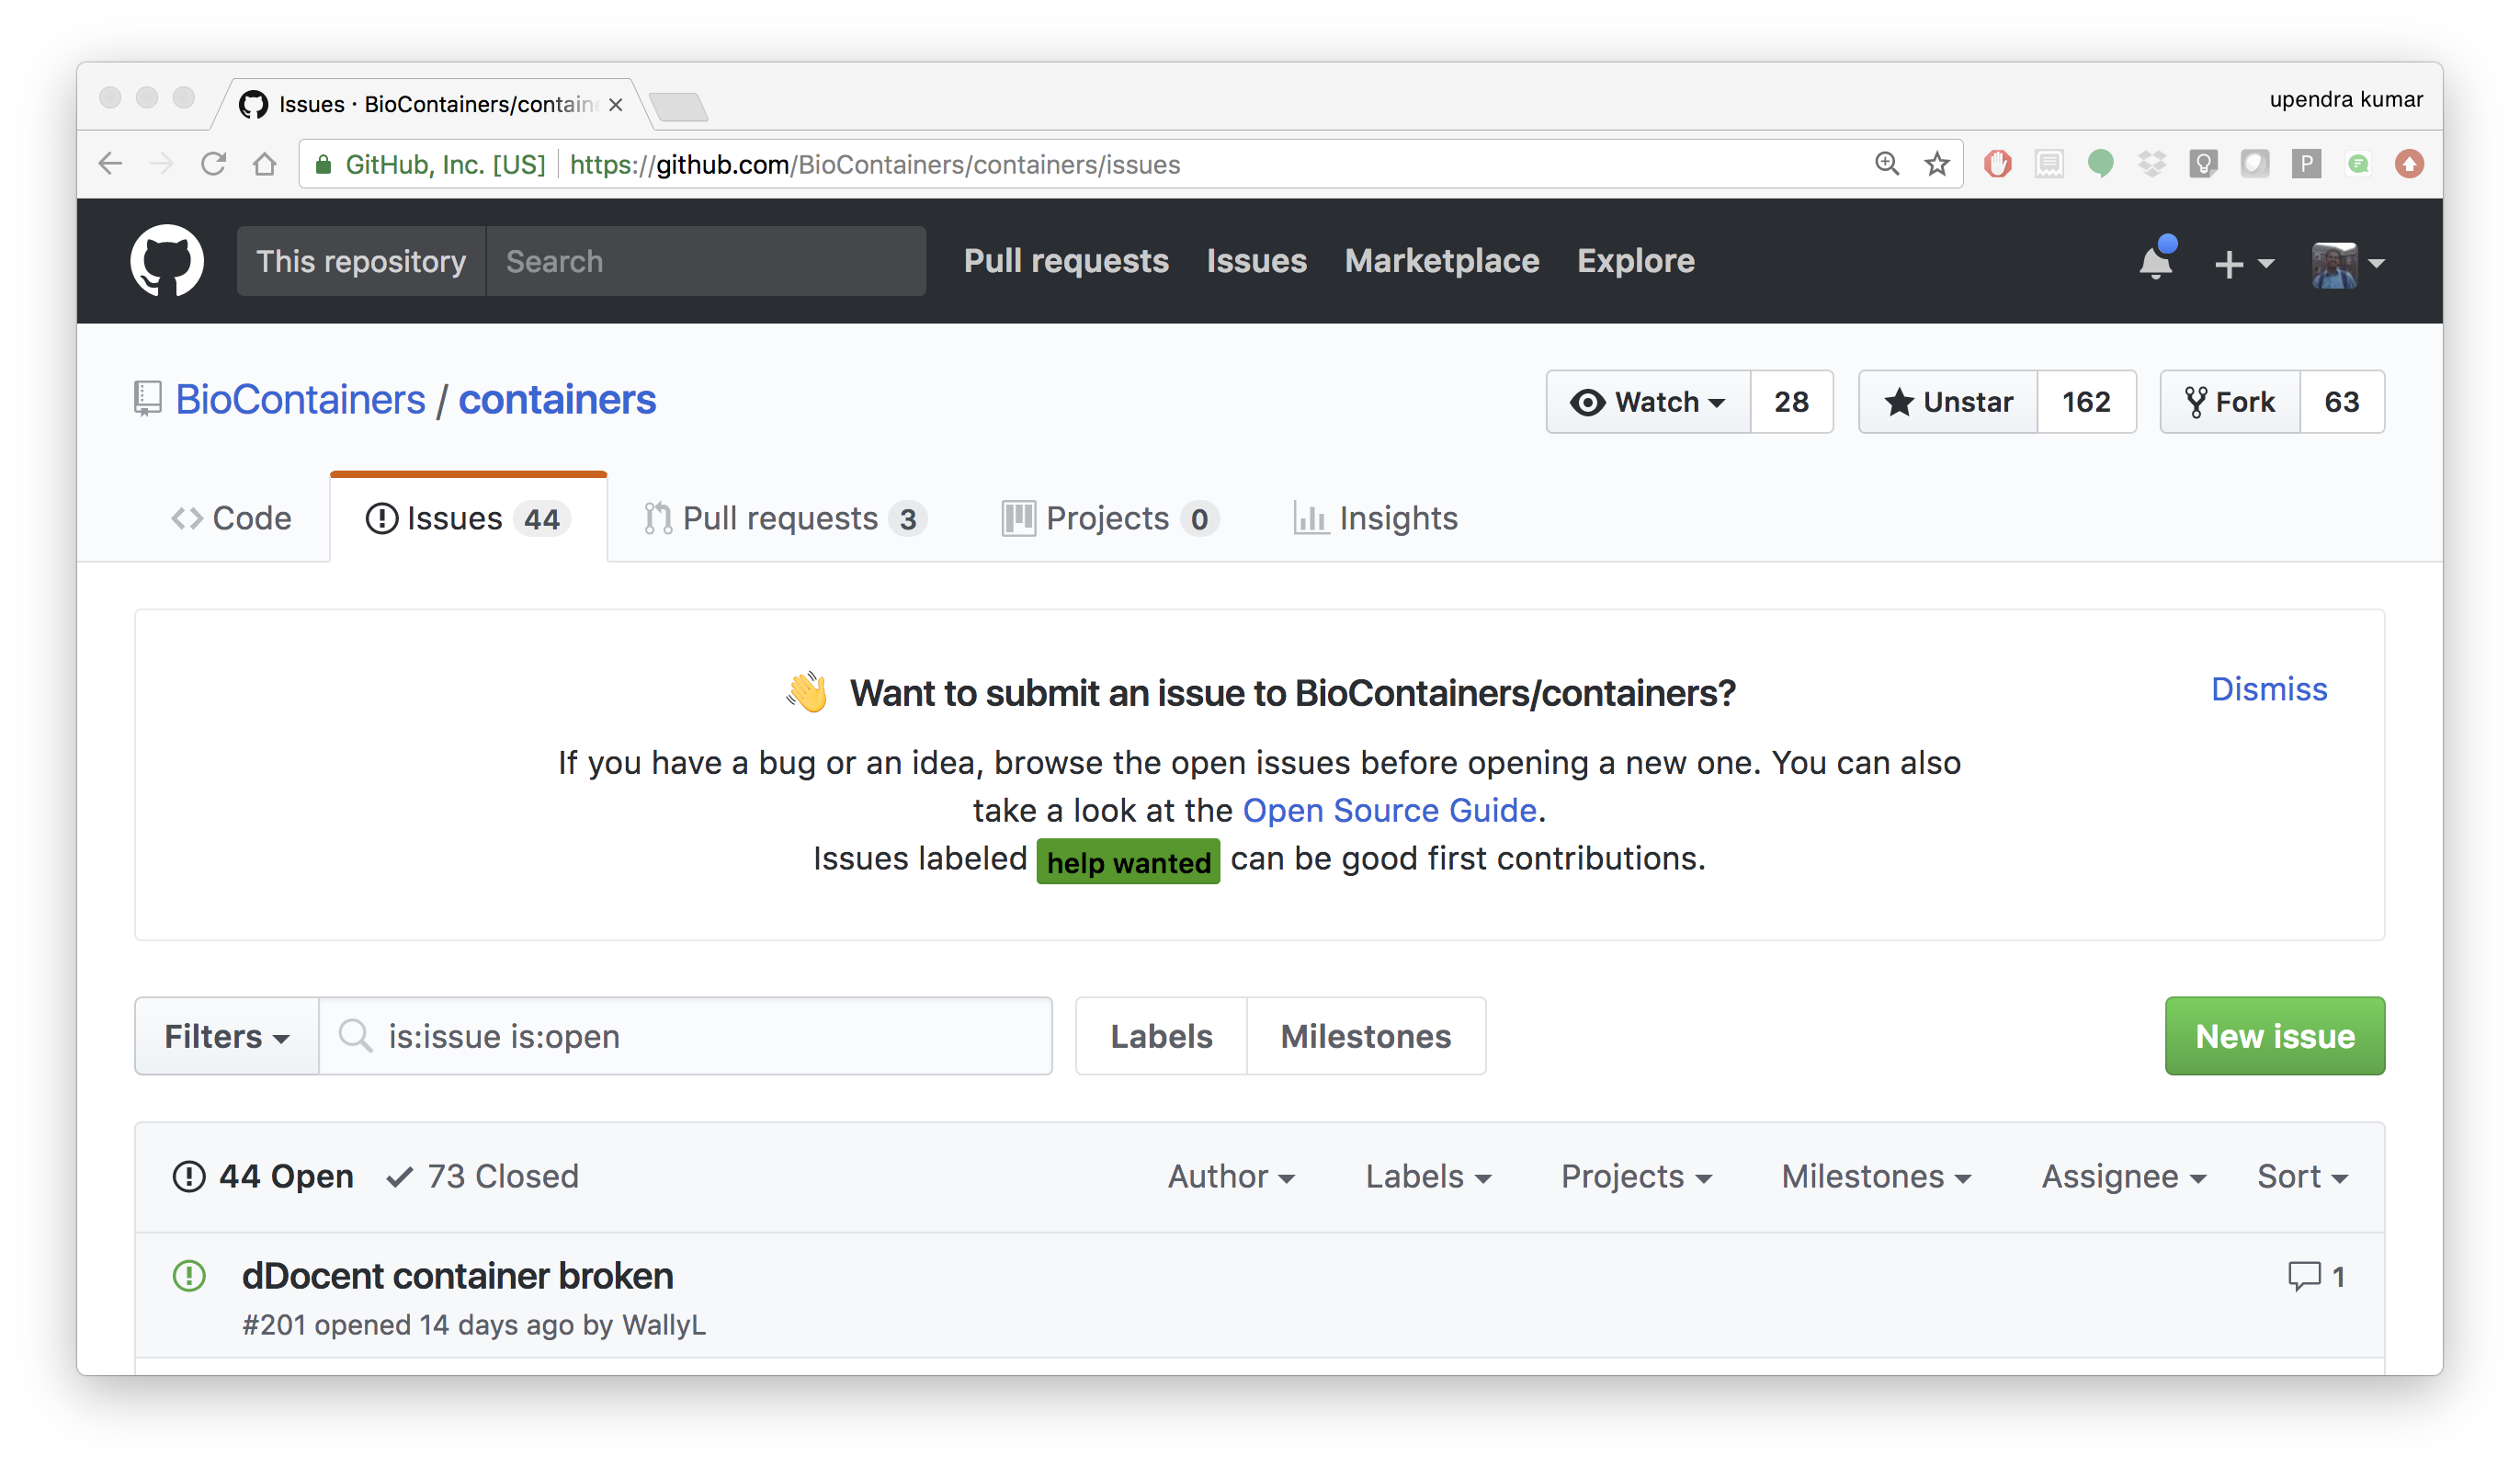 Issues · BioContainers/contain
upendra kumar
GitHub, Inc. [US] https://github.com/BioContainers/containers/issues
P
This repository Search Pull requests Issues Marketplace Explore
BioContainers / containers
Watch 28 Unstar 162 Fork 63
Code Issues 44 Pull requests 3 Projects 0 Insights
Want to submit an issue to BioContainers/containers?
Dismiss
If you have a bug or an idea, browse the open issues before opening a new one. You can also
take a look at the Open Source Guide.
Issues labeled help wanted can be good first contributions.
Filters is:issue is:open Labels Milestones New issue
44 Open 73 Closed Author Labels Projects Milestones Assignee Sort
dDocent container broken 1
#201 opened 14 days ago by WallyL